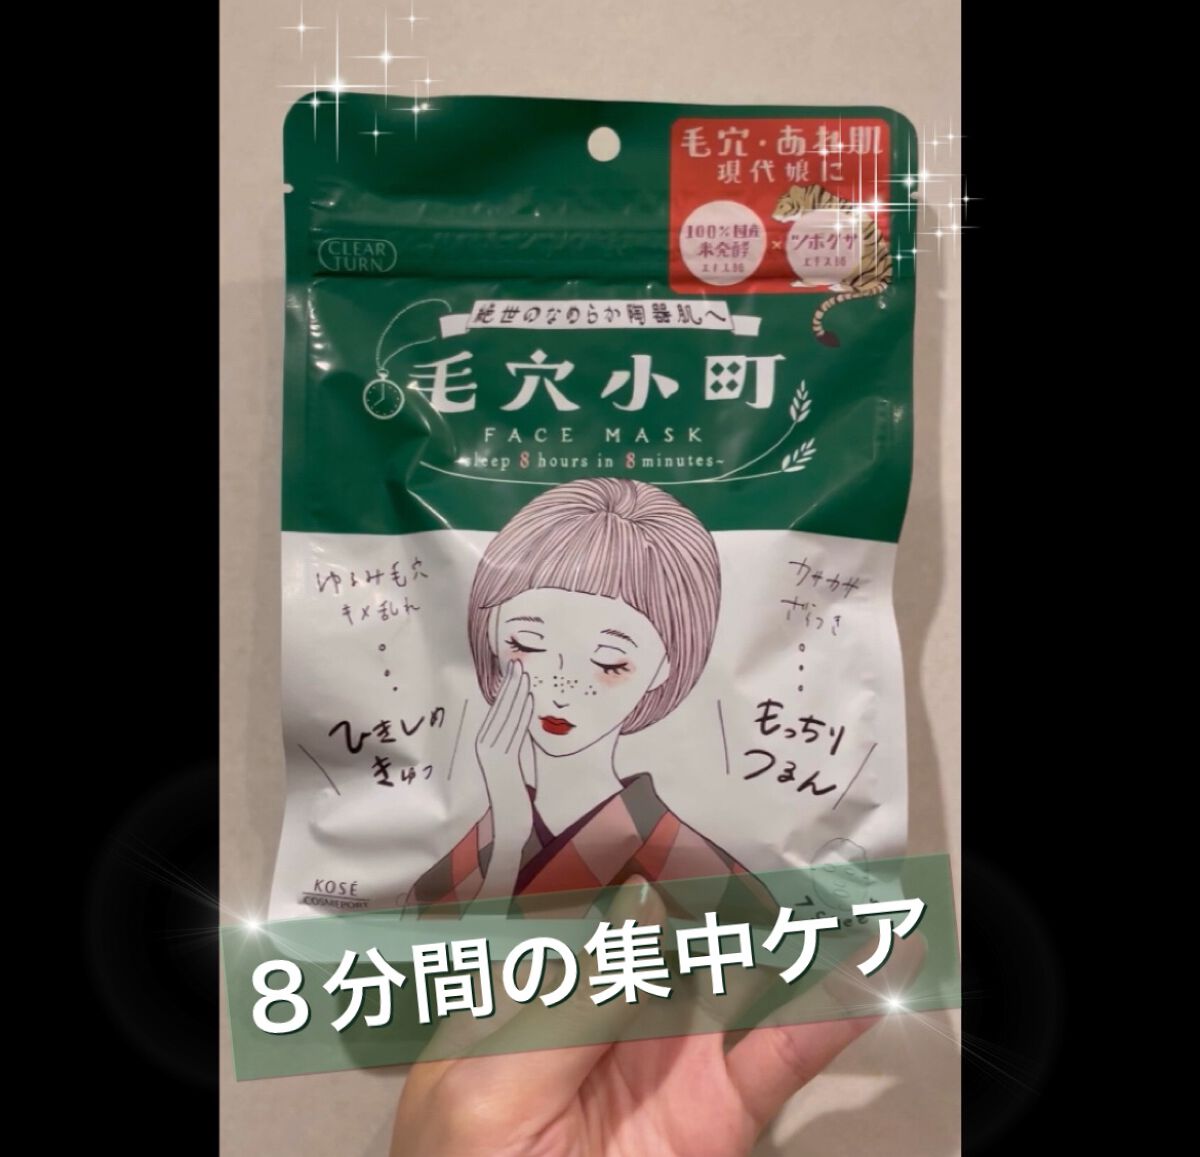 毛穴・あれ肌
現代娘に
100%国産
米発酵
エキス配合
×
ツボクサ
エキス配合
CLEAR
TURN
絶世のなめらか陶器肌へ
毛穴小町
FACE MASK
~sleep 8 hours in 8 minutes~
ゆるみ毛穴
キメ乱れ
ひきしめ
きゅっ
カサカサ
ざらつき
もっちり
つるん
KOSÉ
COSMEPORT
8分間の集中ケア